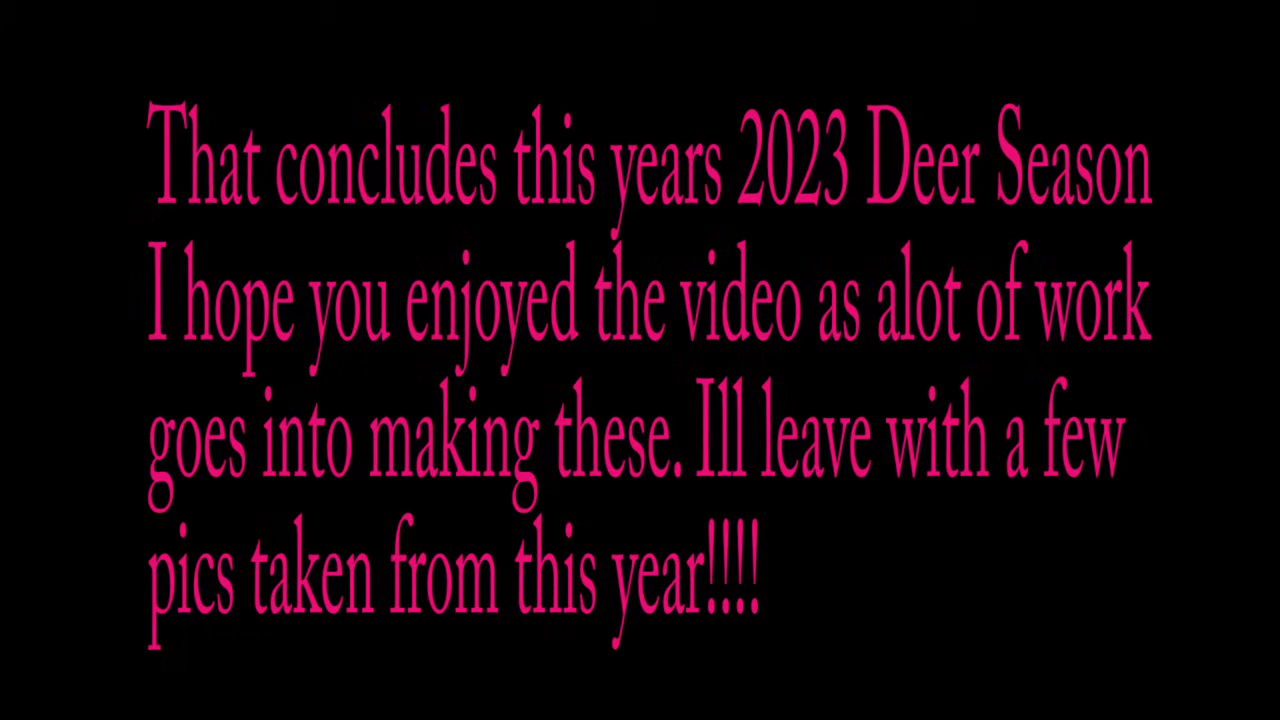 That concludes this years 2023 Deer Season
I hope you enjoyed the video as alot of work
goes into making these. Ill leave with a few
pics taken from this year!!!!